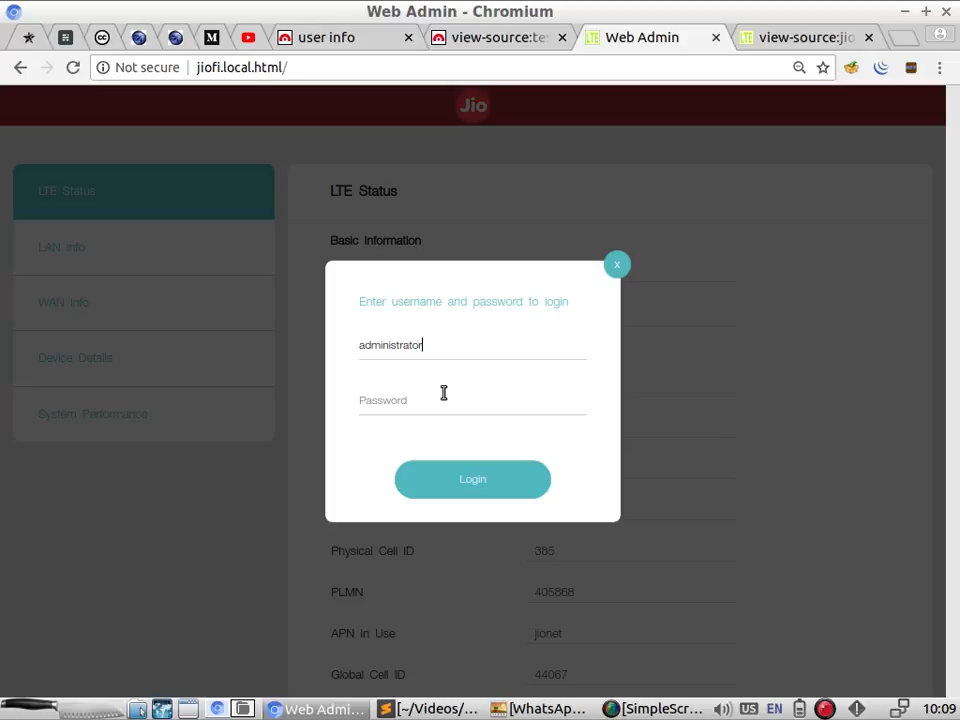 Web Admin - Chromium
user info
view-source:te
Web Admin
view-source:jio
Not secure
jiofi.local.html/
Jio
LTE Status
LAN Info
WAN Info
Device Details
System Performance
LTE Status
Basic Information
x
Enter username and password to login
administrator
Password
Login
Physical Cell ID 385
PLMN 405868
APN In Use jionet
Global Cell ID 44067
Web Admi...
[~/Videos/...
[WhatsAp...
[SimpleScr...
US
EN
10:09